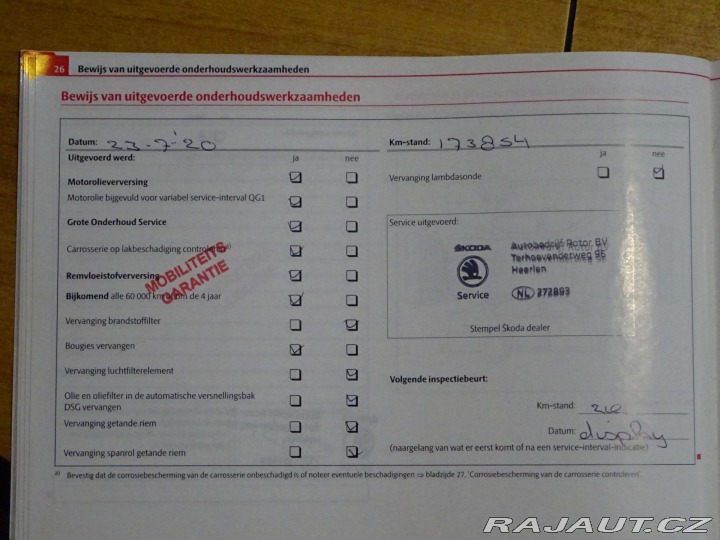 26 Bewijs van uitgevoerde onderhoudswerkzaamheden
Bewijs van uitgevoerde onderhoudswerkzaamheden
Datum: 23-7-'20
Uitgevoerd werd: ja nee
Motorolieverversing
Motorolie bijgevuld voor variabel service-interval QG1
Grote Onderhoud Service
Carrosserie op lakbeschadiging controleren a)
MOBILITEITS
GARANTIE
Remvloeistofverversing
Bijkomend alle 60 000 km om de 4 jaar
Vervanging brandstoffilter
Bougies vervangen
Vervanging luchtfilterelement
Olie en oliefilter in de automatische versnellingsbak
DSG vervangen
Vervanging getande riem
Vervanging spanrol getande riem
Km-stand: 173854
ja nee
Vervanging lambdasonde
Service uitgevoerd:
ŠKODA
Service
Autobedrijf Rotor BV
Terhoevenderweg 95
Heerlen
NL 272893
Stempel Škoda dealer
Volgende inspectiebeurt:
Km-stand: zie
Datum: display
(naargelang van wat er eerst komt of na een service-interval-indicatie)
a) Bevestig dat de corrosiebescherming van de carrosserie onbeschadigd is of noteer eventuele beschadigingen ⇒ bladzijde 27, 'Corrosiebescherming van de carrosserie controleren'.
RAJAUT.CZ